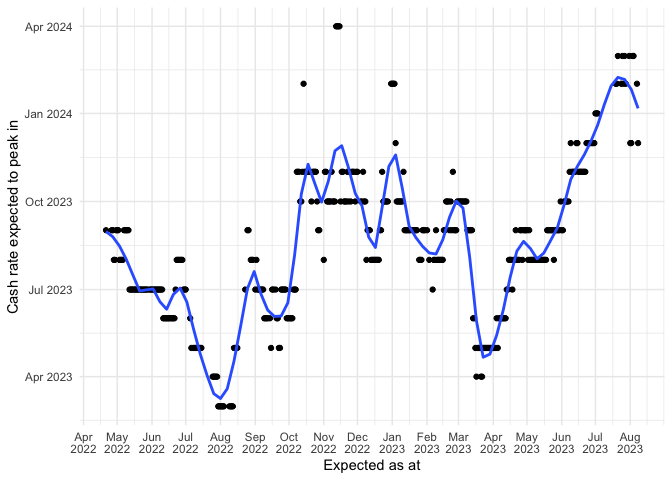 Cash rate expected to peak in
Apr 2024
Jan 2024
Oct 2023
Jul 2023
Apr 2023
Apr May Jun Jul Aug Sep Oct Nov Dec Jan Feb Mar Apr May Jun Jul Aug
2022 2022 2022 2022 2022 2022 2022 2022 2022 2023 2023 2023 2023 2023 2023 2023 2023
Expected as at